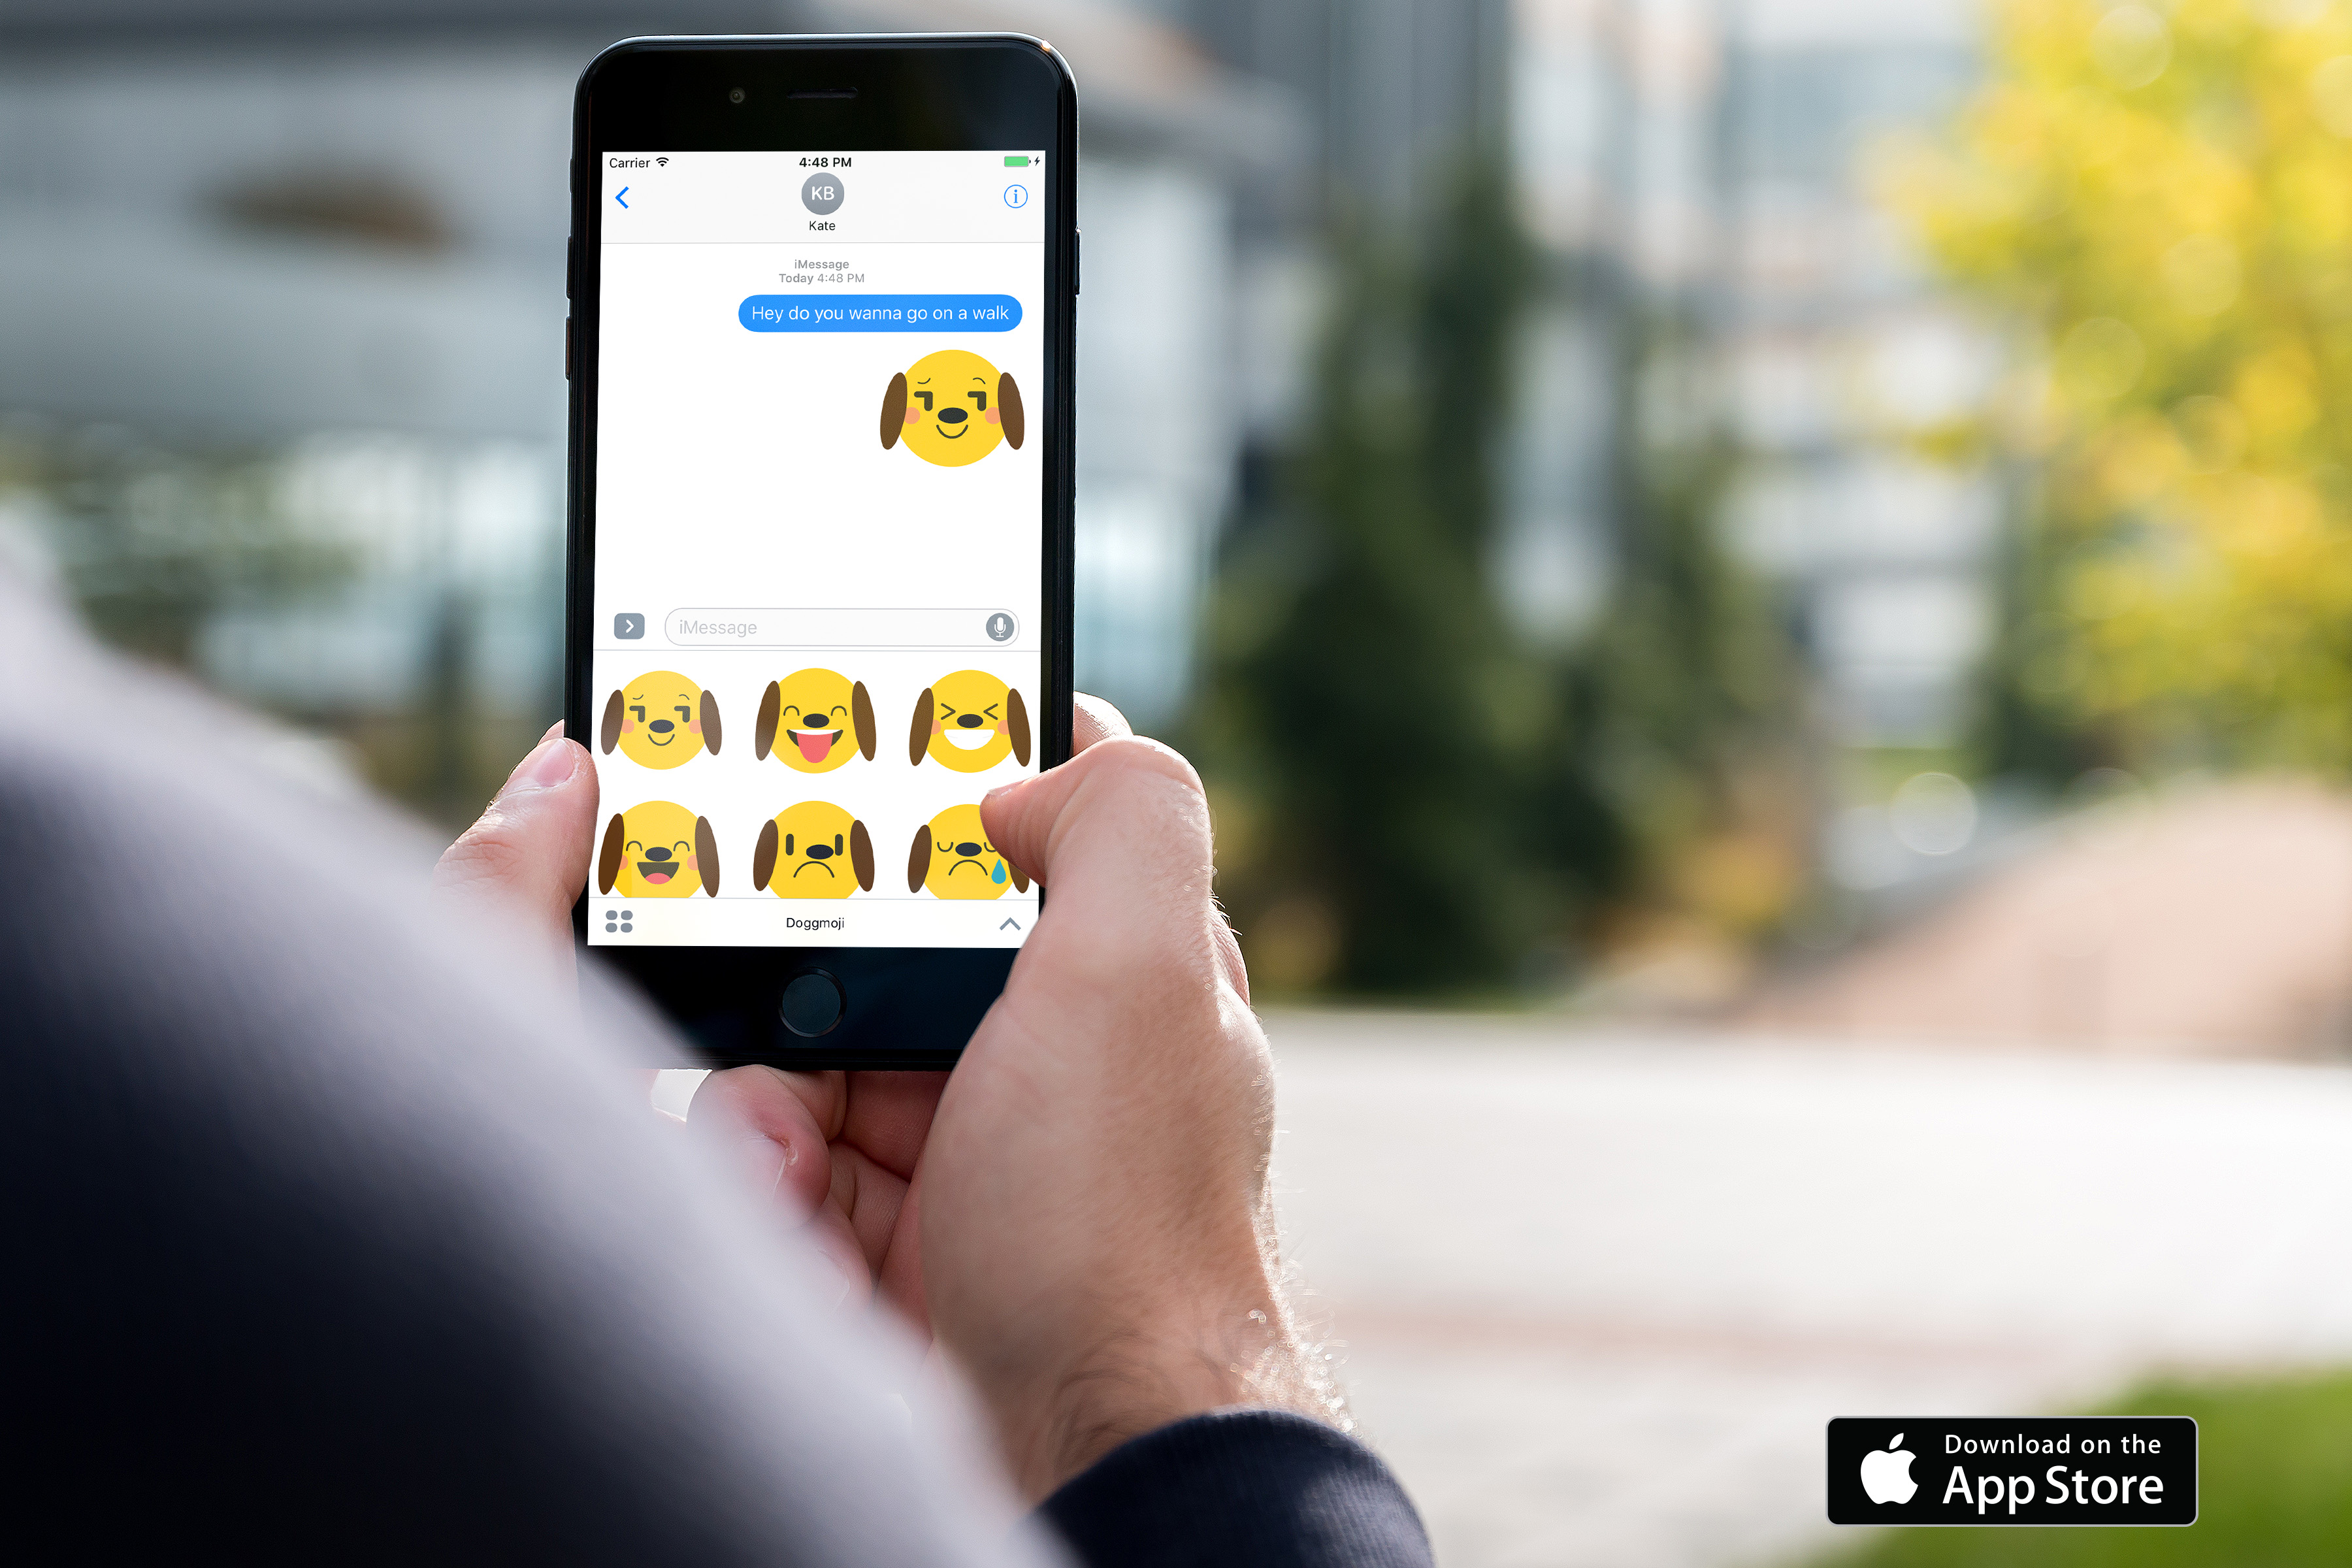 Carrier
4:48 PM
KB
Kate
iMessage
Today 4:48 PM
Hey do you wanna go on a walk
iMessage
Doggmoji
Download on the
App Store